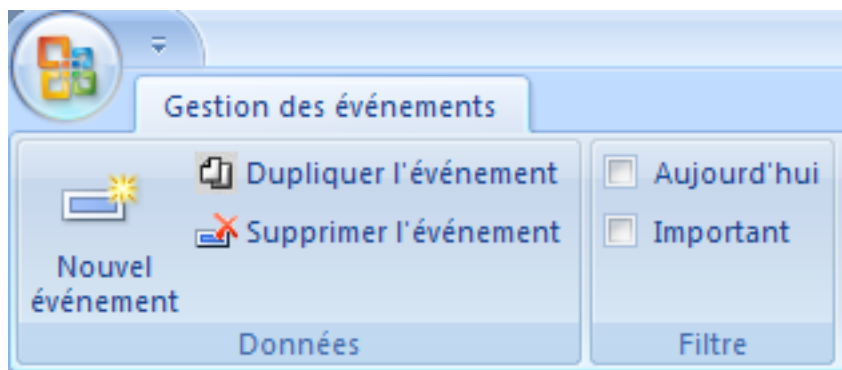 Gestion des événements
Dupliquer l'événement
Supprimer l'événement
Nouvel
événement
Données
Aujourd'hui
Important
Filtre